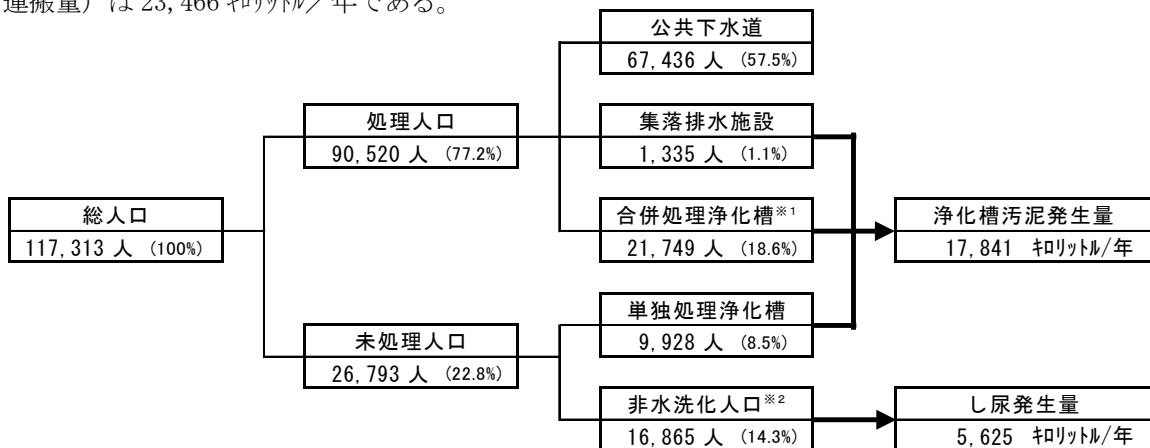 運搬量）は 23,466 ｷﾛﾘｯﾄﾙ／年である。
公共下水道
67,436 人 (57.5%)
処理人口
90,520 人 (77.2%)
集落排水施設
1,335 人 (1.1%)
総人口
117,313 人 (100%)
合併処理浄化槽※1
21,749 人 (18.6%)
浄化槽汚泥発生量
17,841 ｷﾛﾘｯﾄﾙ/年
単独処理浄化槽
9,928 人 (8.5%)
未処理人口
26,793 人 (22.8%)
非水洗化人口※2
16,865 人 (14.3%)
し尿発生量
5,625 ｷﾛﾘｯﾄﾙ/年